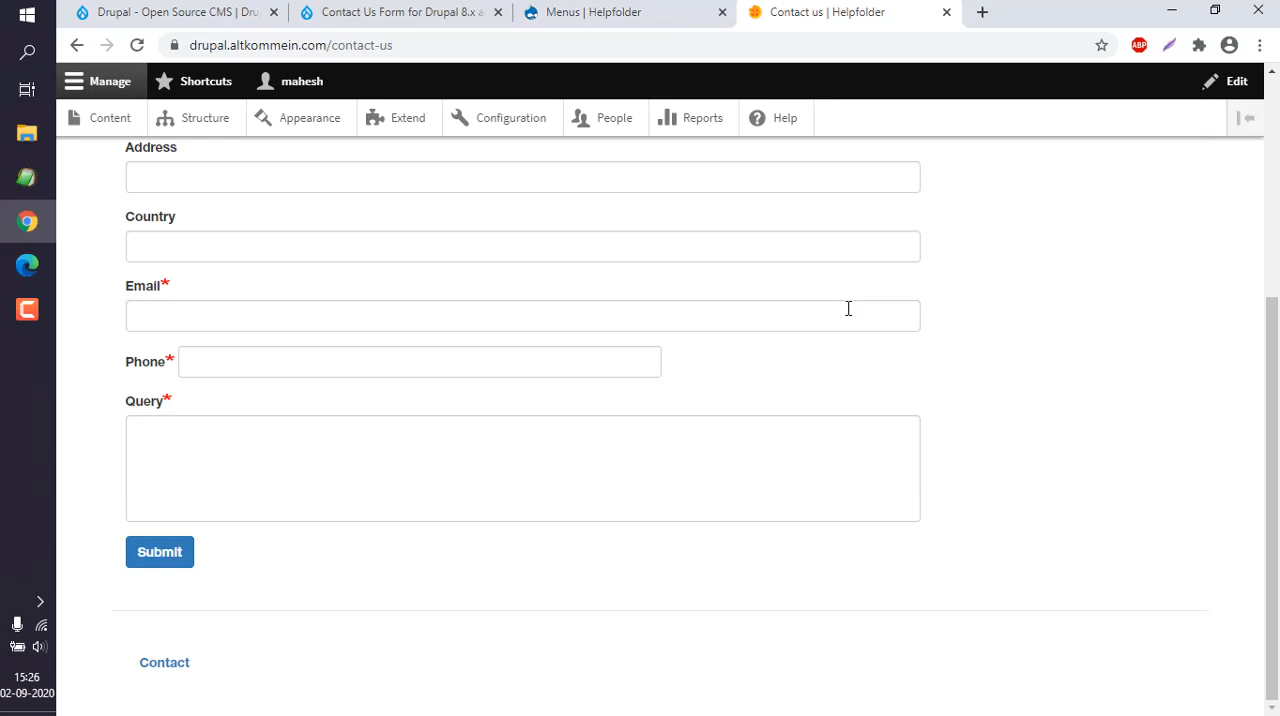 Drupal - Open Source CMS | Dru
Contact Us Form for Drupal 8.x a
Menus | Helpfolder
Contact us | Helpfolder
drupal.altkommein.com/contact-us
ABP
Manage
Shortcuts
mahesh
Edit
Content
Structure
Appearance
Extend
Configuration
People
Reports
Help
Address
Country
Email*
Phone*
Query*
Submit
Contact
15:26
02-09-2020